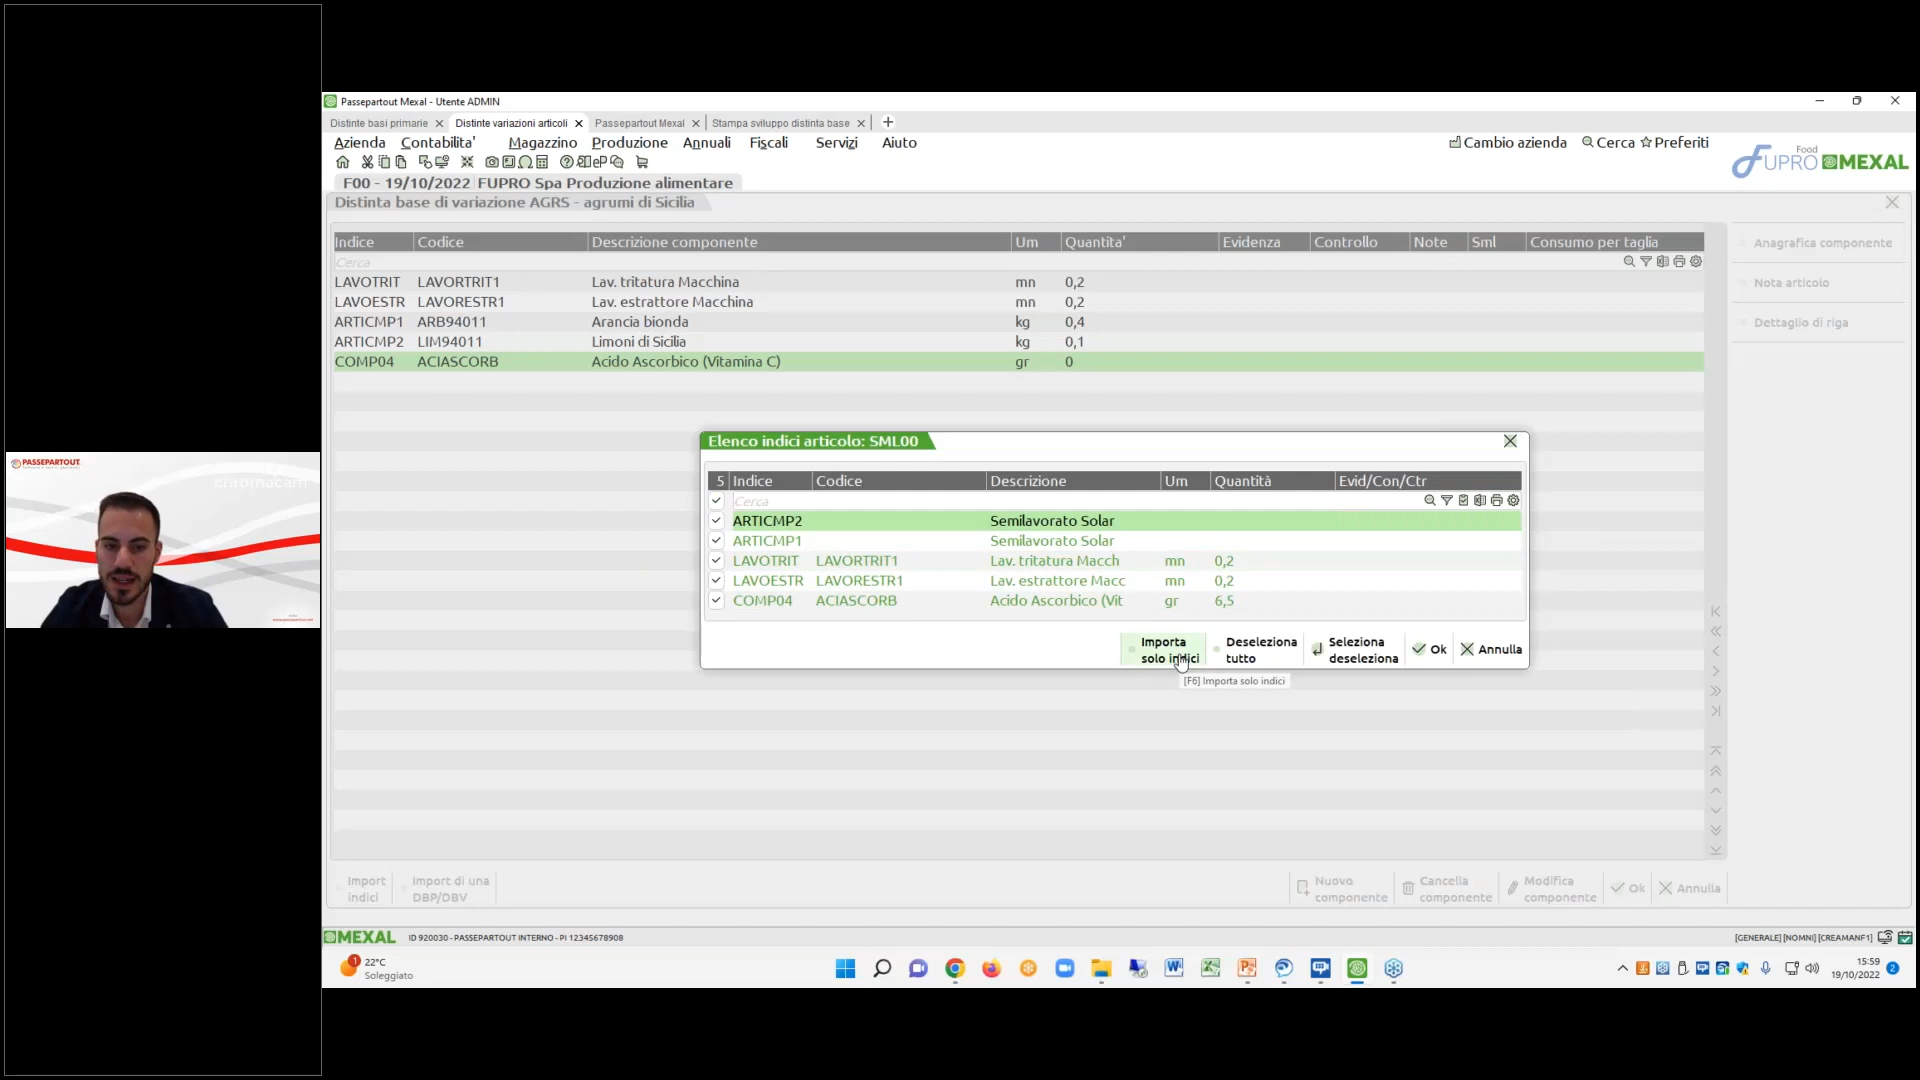 PASSEPARTOUT
euromacam
Passepartout Mexal - Utente ADMIN
Distinte basi primarie
Distinte variazioni articoli
Passepartout Mexal
Stampa sviluppo distinta base
Azienda Contabilita' Magazzino Produzione Annuali Fiscali Servizi Aiuto
Cambio azienda Cerca Preferiti
Food
FUPRO MEXAL
F00 - 19/10/2022 FUPRO Spa Produzione alimentare
Distinta base di variazione AGRS - agrumi di Sicilia
Indice Codice Descrizione componente Um Quantita' Evidenza Controllo Note Sml Consumo per taglia
Cerca
LAVOTRIT LAVORTRIT1 Lav. tritatura Macchina mn 0,2
LAVOESTR LAVORESTR1 Lav. estrattore Macchina mn 0,2
ARTICMP1 ARB94011 Arancia bionda kg 0,4
ARTICMP2 LIM94011 Limoni di Sicilia kg 0,1
COMP04 ACIASCORB Acido Ascorbico (Vitamina C) gr 0
Anagrafica componente
Nota articolo
Dettaglio di riga
Elenco indici articolo: SML00
5 Indice Codice Descrizione Um Quantità Evid/Con/Ctr
Cerca
ARTICMP2 Semilavorato Solar
ARTICMP1 Semilavorato Solar
LAVOTRIT LAVORTRIT1 Lav. tritatura Macch mn 0,2
LAVOESTR LAVORESTR1 Lav. estrattore Macc mn 0,2
COMP04 ACIASCORB Acido Ascorbico (Vit gr 6,5
Importa
solo indici
Deseleziona
tutto
Seleziona
deseleziona
Ok
Annulla
[F6] Importa solo indici
Import
indici
Import di una
DBP/DBV
Nuovo
componente
Cancella
componente
Modifica
componente
Ok
Annulla
MEXAL ID 920030 - PASSEPARTOUT INTERNO - PI 12345678908
[GENERALE] [NOMNI] [CREAMANF1]
1
22°C
Soleggiato
15:59
19/10/2022
2